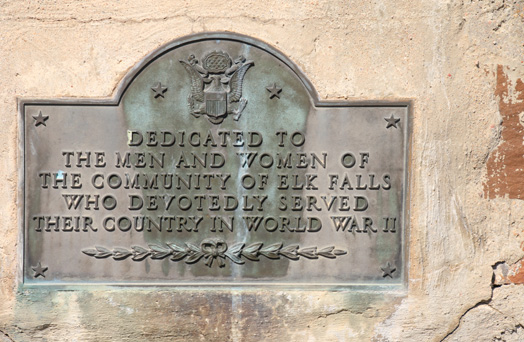 DEDICATED TO
THE MEN AND WOMEN OF
THE COMMUNITY OF ELK FALLS
WHO DEVOTEDLY SERVED
THEIR COUNTRY IN WORLD WAR II